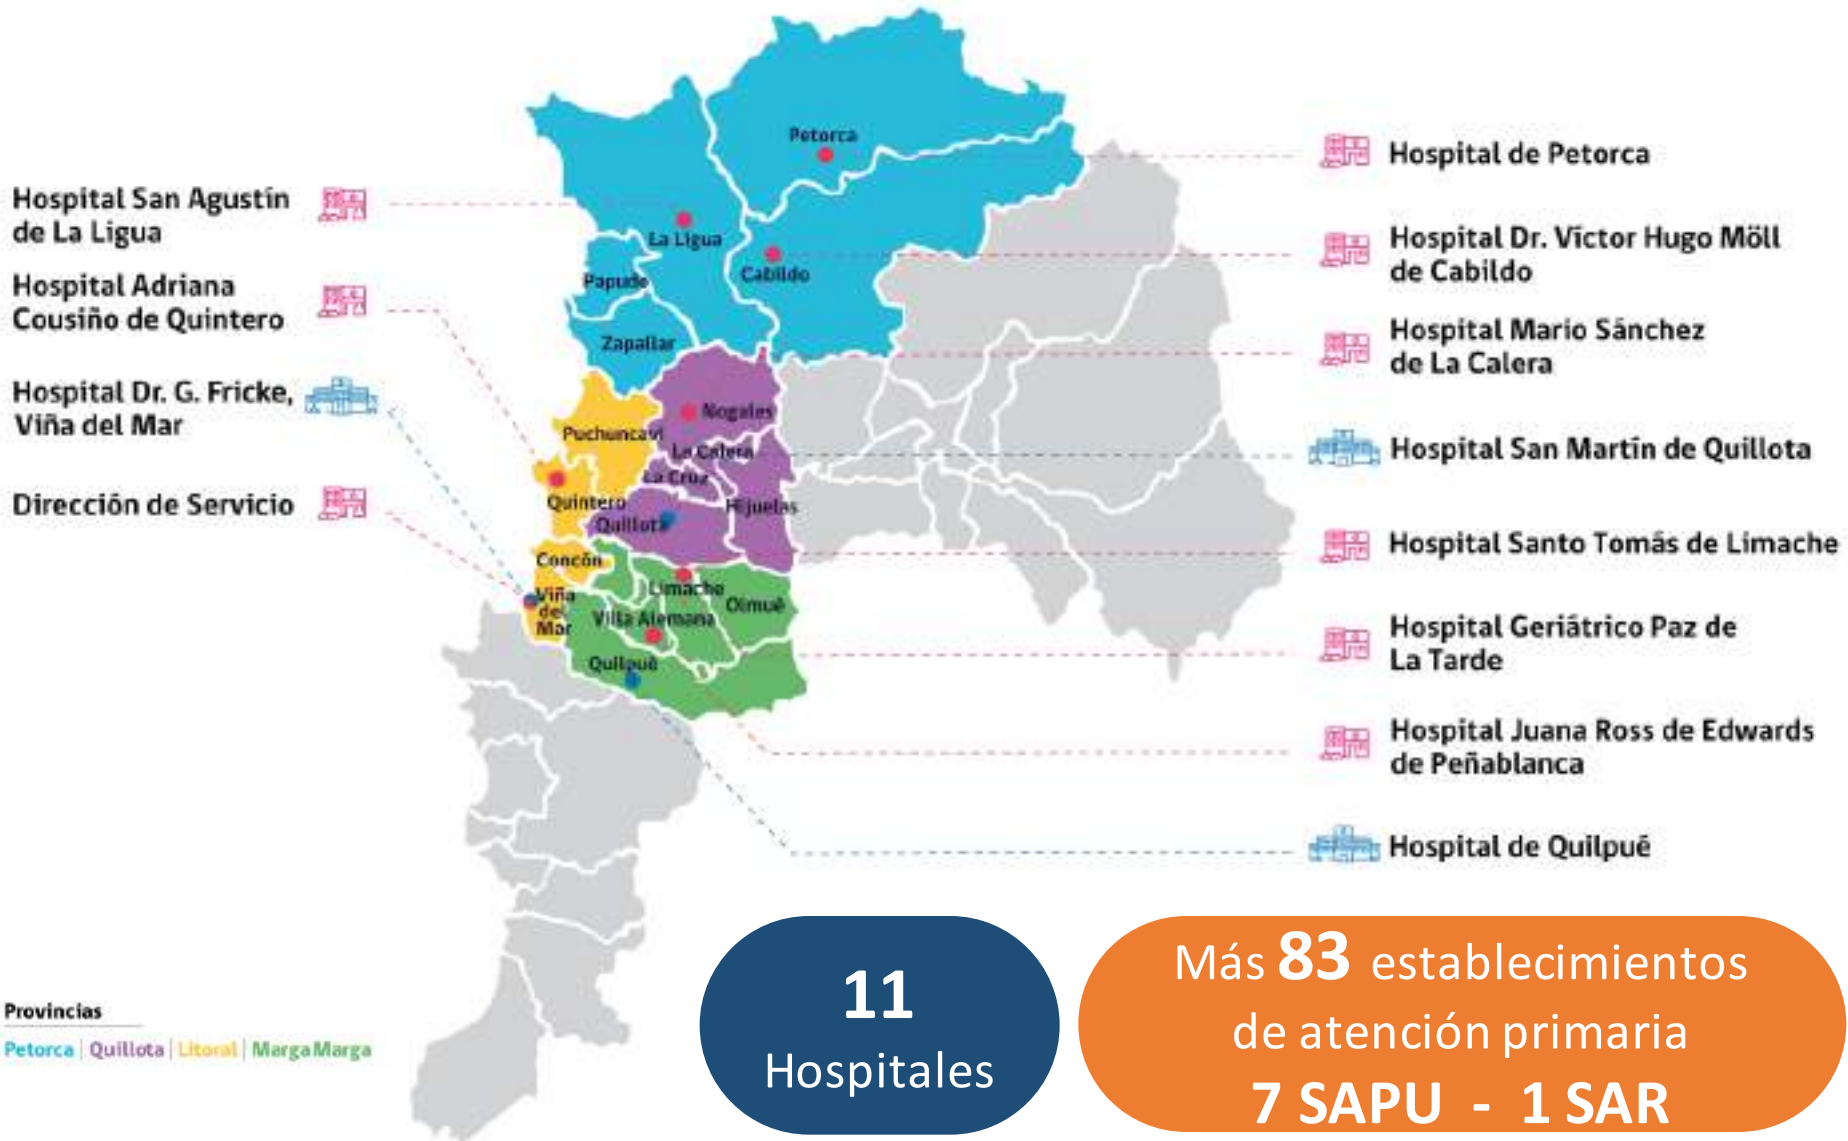 Hospital San Agustín
de La Ligua
Hospital Adriana
Cousiño de Quintero
Hospital Dr. G. Fricke,
Viña del Mar
Dirección de Servicio
Petorca
La Ligua
Cabildo
Papudo
Zapallar
Nogales
Puchuncaví
La Calera
La Cruz
Quintero
Quillota
Hijuelas
Concón
Limache
Olmué
Viña
del
Mar
Villa Alemana
Quilpué
Hospital de Petorca
Hospital Dr. Víctor Hugo Möll
de Cabildo
Hospital Mario Sánchez
de La Calera
Hospital San Martín de Quillota
Hospital Santo Tomás de Limache
Hospital Geriátrico Paz de
La Tarde
Hospital Juana Ross de Edwards
de Peñablanca
Hospital de Quilpué
Provincias
Petorca | Quillota | Litoral | Marga Marga
11
Hospitales
Más 83 establecimientos
de atención primaria
7 SAPU - 1 SAR